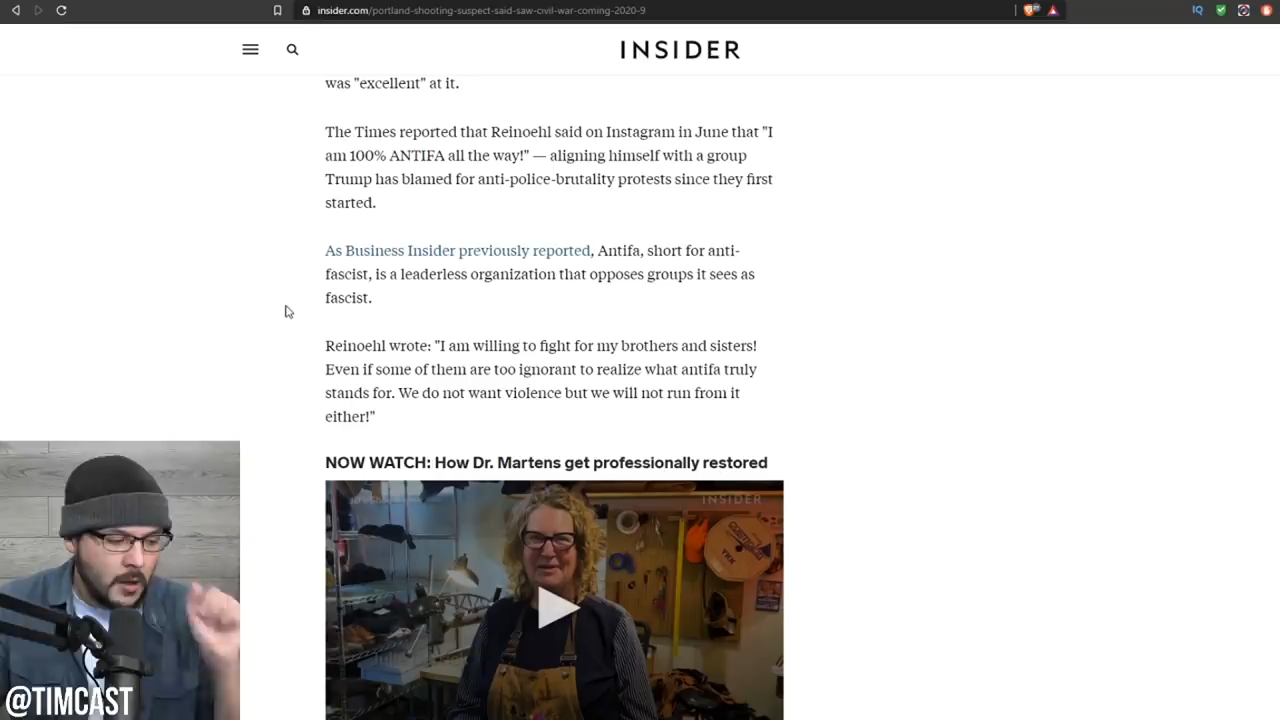 insider.com/portland-shooting-suspect-said-saw-civil-war-coming-2020-9
INSIDER
was "excellent" at it.
The Times reported that Reinoehl said on Instagram in June that "I
am 100% ANTIFA all the way!" — aligning himself with a group
Trump has blamed for anti-police-brutality protests since they first
started.
As Business Insider previously reported, Antifa, short for anti-
fascist, is a leaderless organization that opposes groups it sees as
fascist.
Reinoehl wrote: "I am willing to fight for my brothers and sisters!
Even if some of them are too ignorant to realize what antifa truly
stands for. We do not want violence but we will not run from it
either!"
NOW WATCH: How Dr. Martens get professionally restored
INSIDER
@TIMCAST